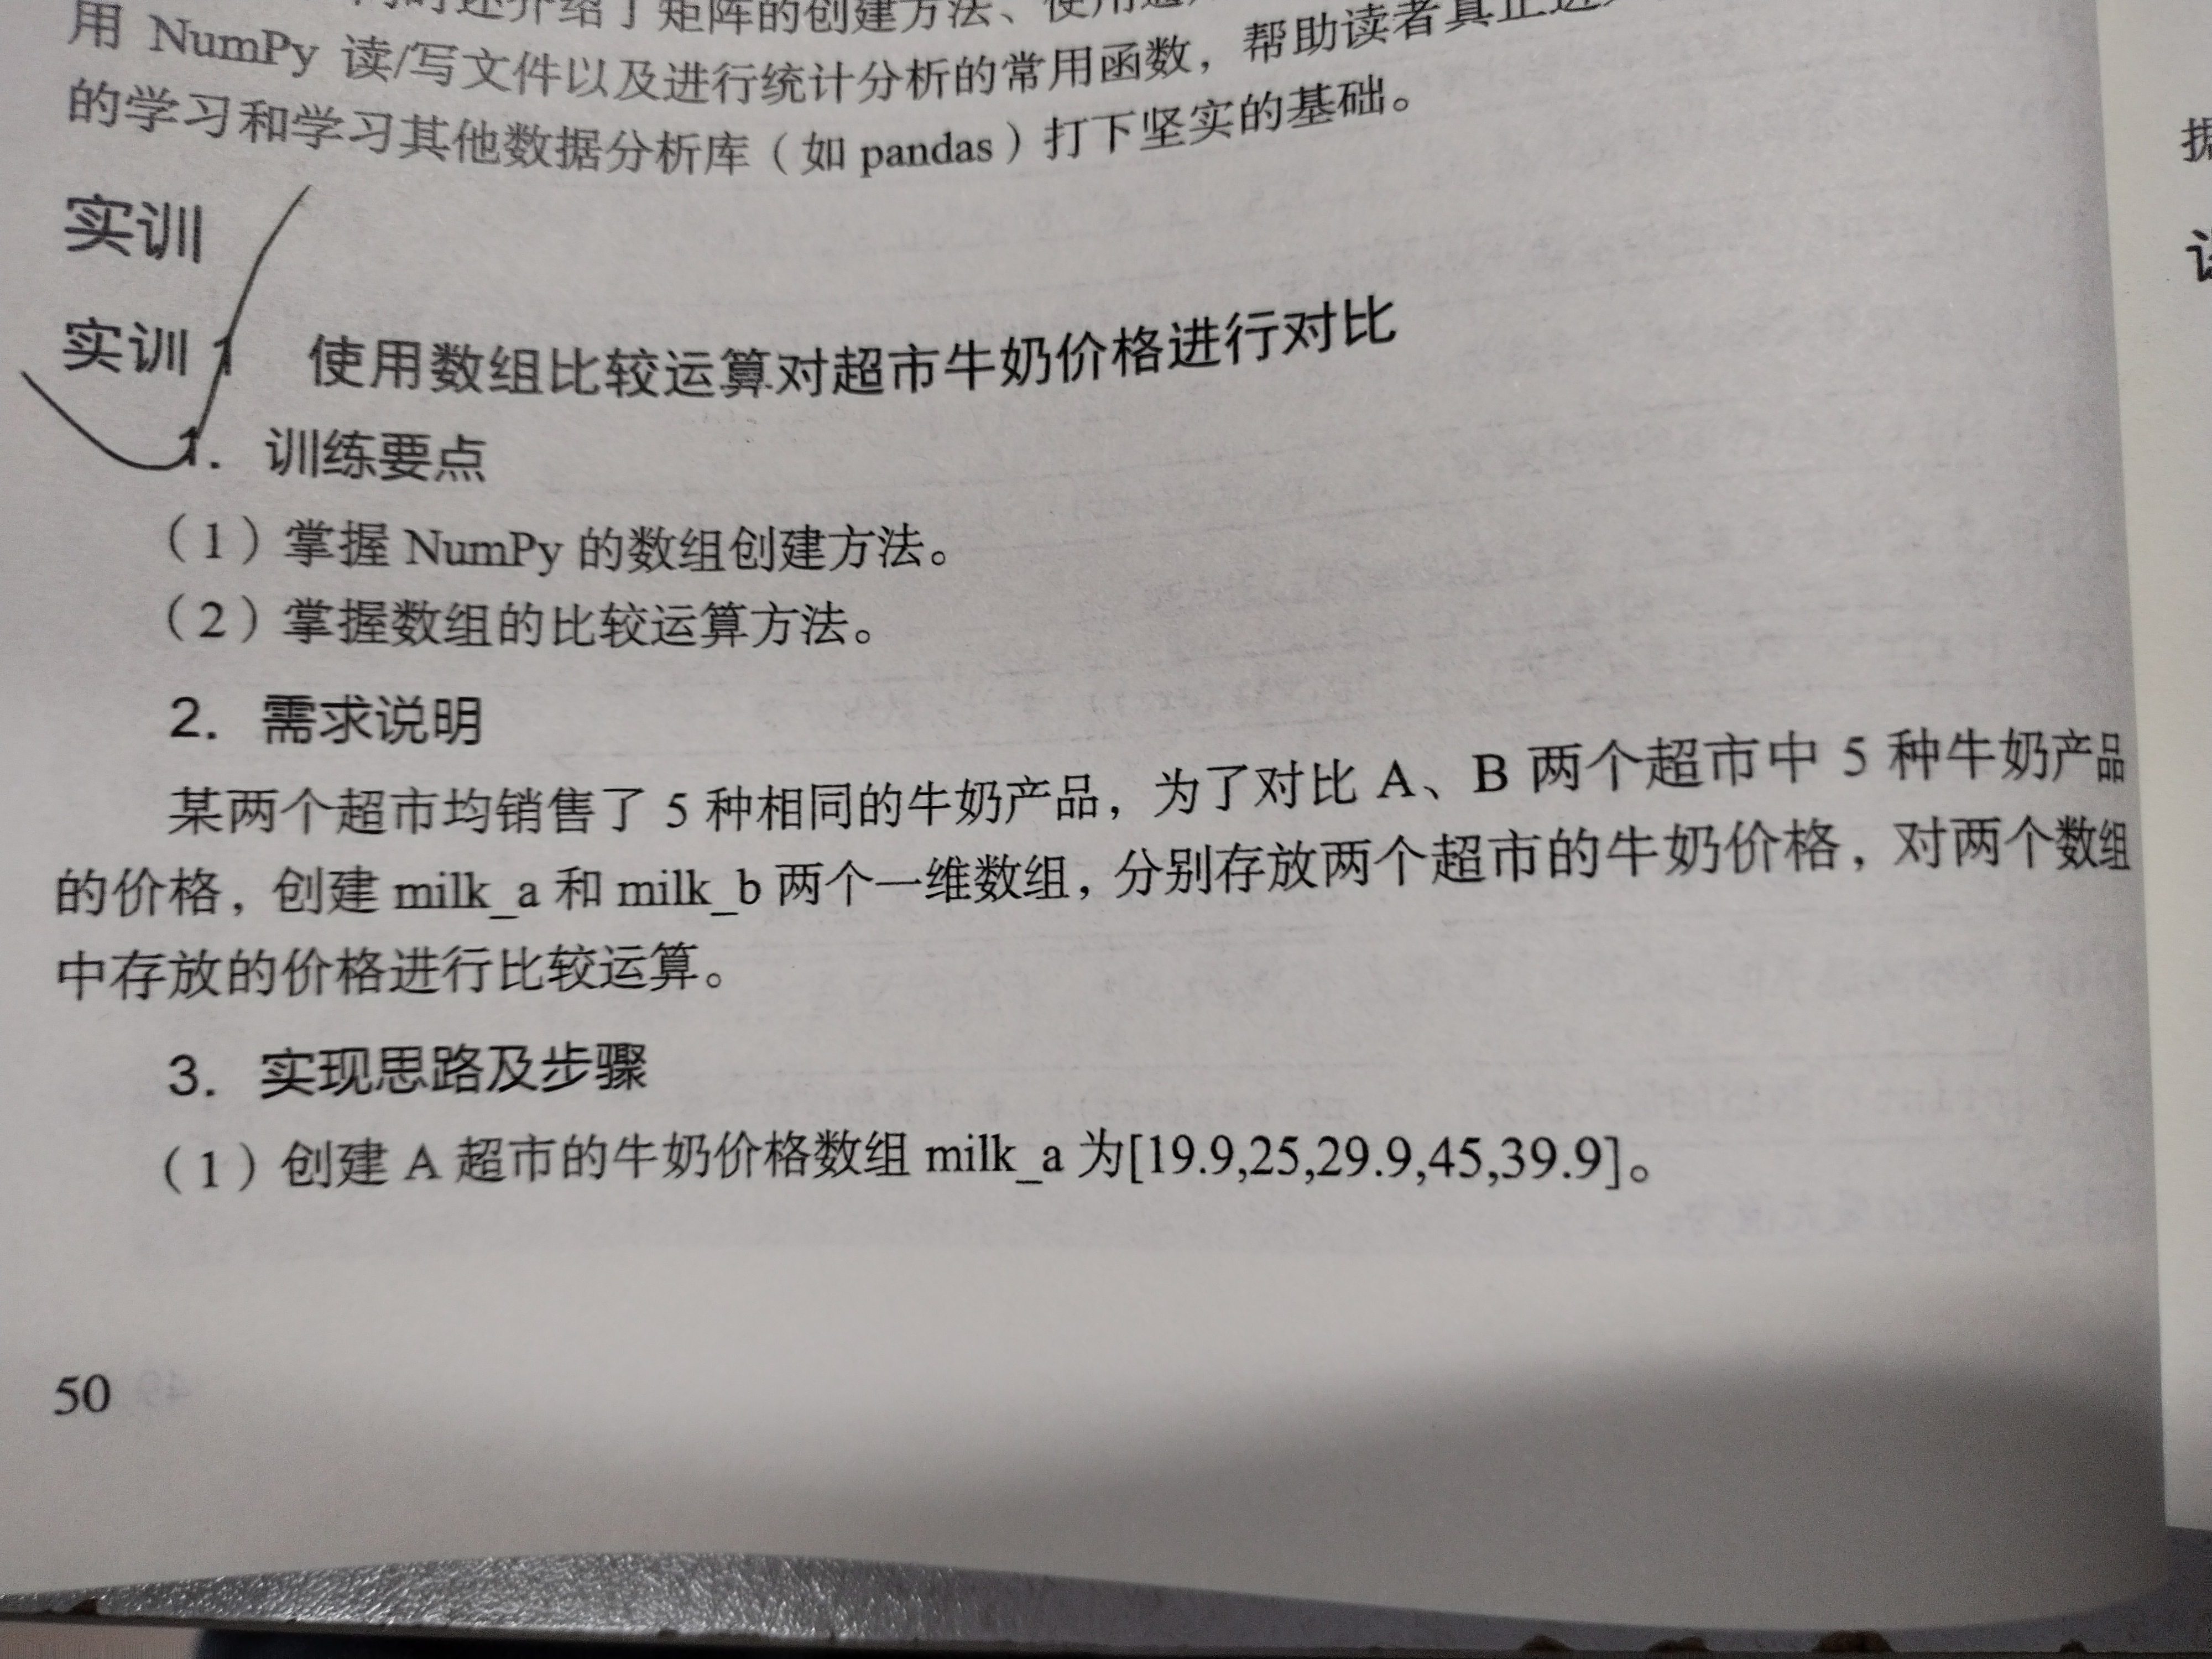 还介绍了矩阵的创建方法、使用
用 NumPy 读/写文件以及进行统计分析的常用函数，帮助读者真正
的学习和学习其他数据分析库（如 pandas）打下坚实的基础。
实训
实训 1 使用数组比较运算对超市牛奶价格进行对比
1. 训练要点
（1）掌握 NumPy 的数组创建方法。
（2）掌握数组的比较运算方法。
2. 需求说明
某两个超市均销售了 5 种相同的牛奶产品，为了对比 A、B 两个超市中 5 种牛奶产品
的价格，创建 milk_a 和 milk_b 两个一维数组，分别存放两个超市的牛奶价格，对两个数组
中存放的价格进行比较运算。
3. 实现思路及步骤
（1）创建 A 超市的牛奶价格数组 milk_a 为[19.9,25,29.9,45,39.9]。
50